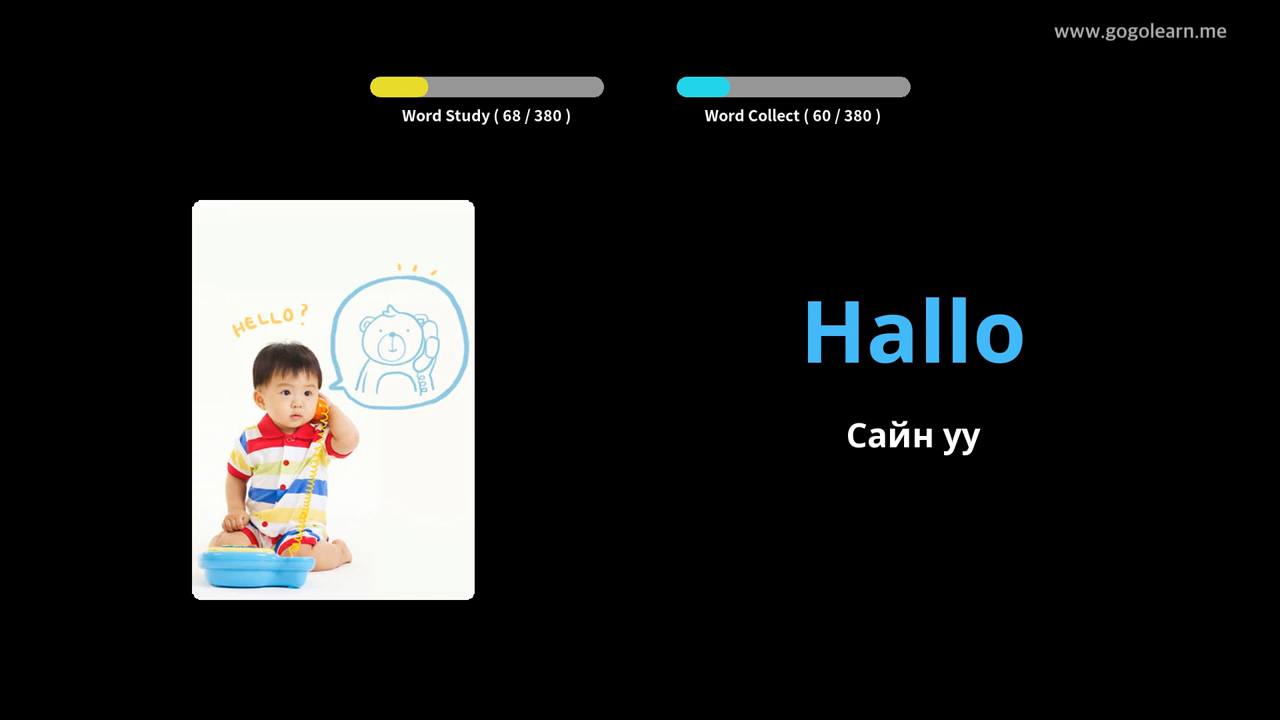 www.gogolearn.me
Word Study ( 68 / 380 )
Word Collect ( 60 / 380 )
HELLO?
Hallo
Сайн уу